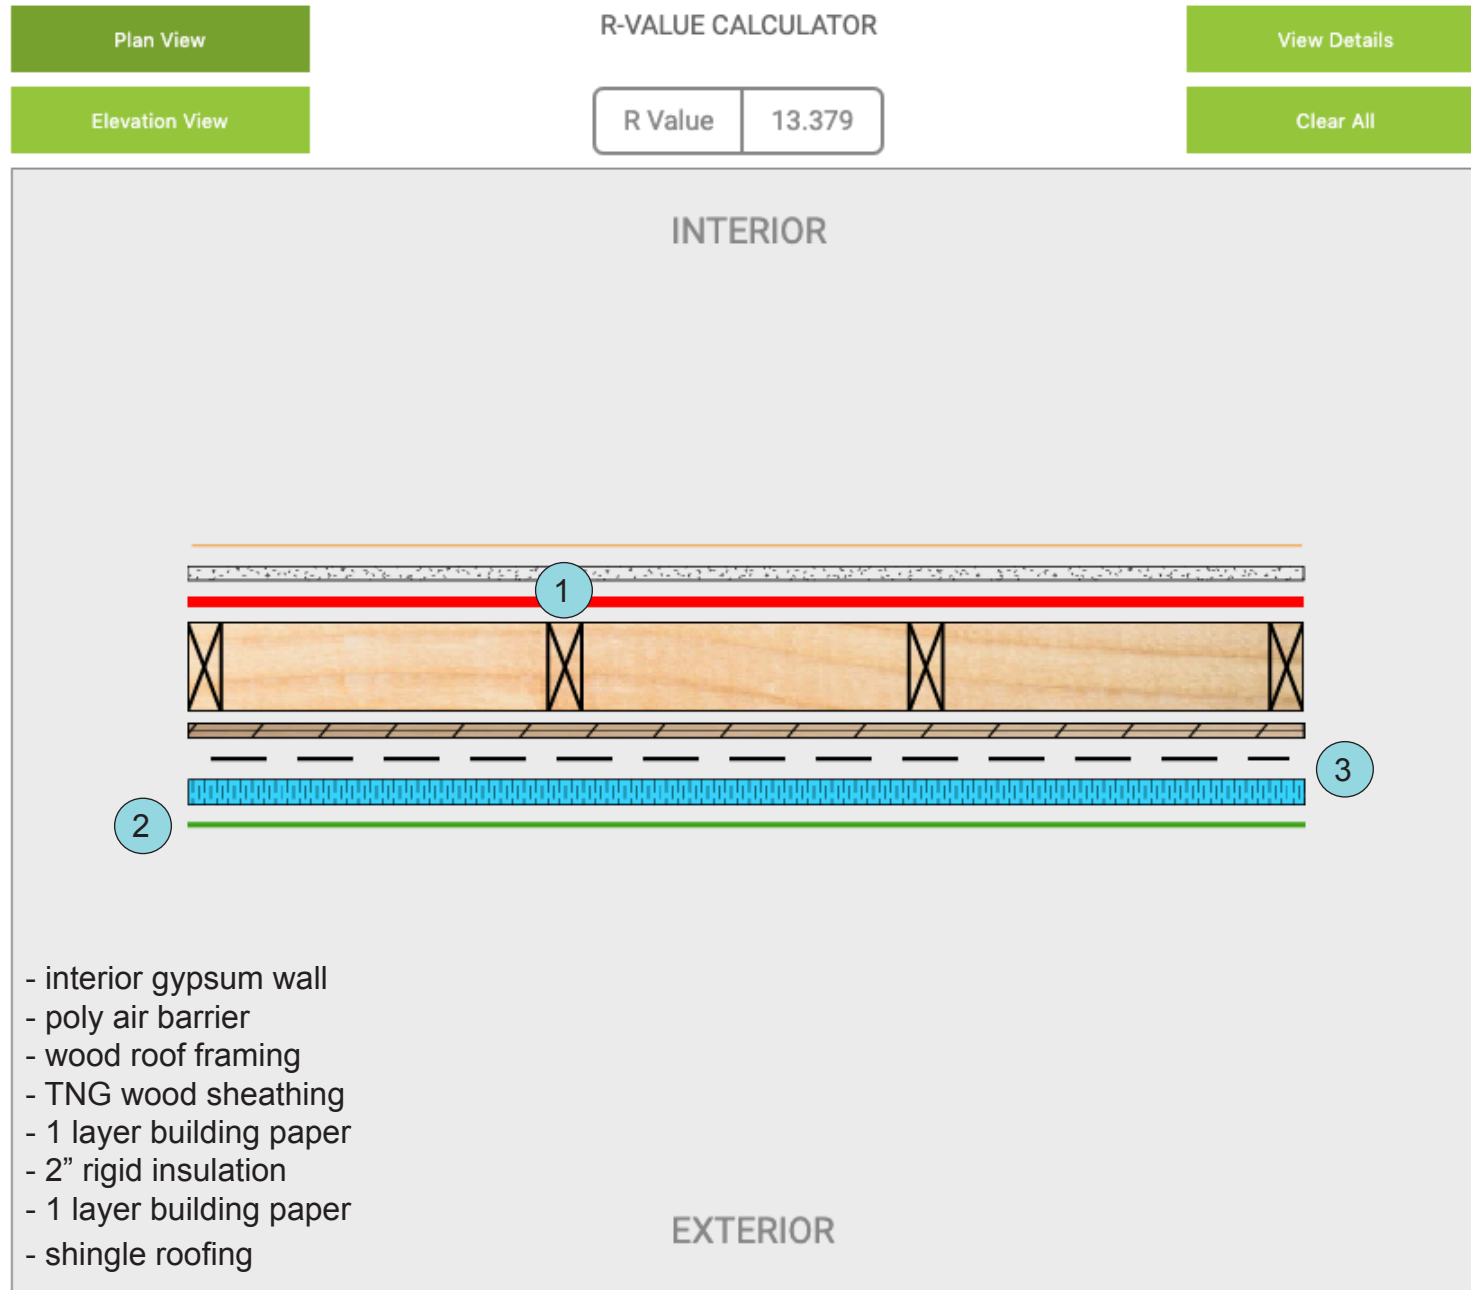 Plan View
R-VALUE CALCULATOR
View Details
Elevation View
R Value 13.379
Clear All
INTERIOR
1
3
2
- interior gypsum wall
- poly air barrier
- wood roof framing
- TNG wood sheathing
- 1 layer building paper
- 2” rigid insulation
- 1 layer building paper
- shingle roofing
EXTERIOR